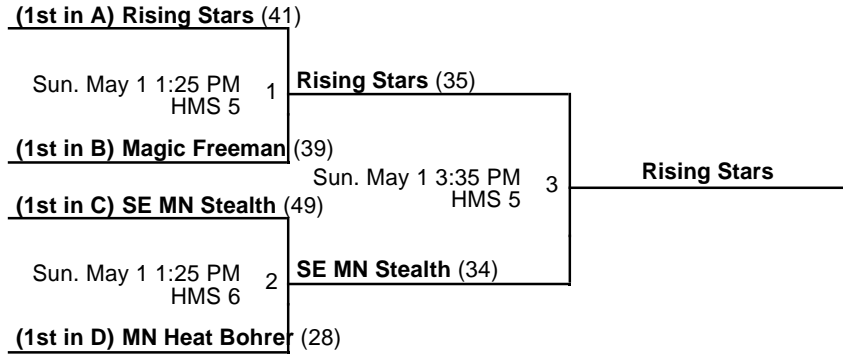 (1st in A) Rising Stars (41)
Sun. May 1 1:25 PM
HMS 5
1
Rising Stars (35)
(1st in B) Magic Freeman (39)
Sun. May 1 3:35 PM
HMS 5
3
Rising Stars
(1st in C) SE MN Stealth (49)
Sun. May 1 1:25 PM
HMS 6
2
SE MN Stealth (34)
(1st in D) MN Heat Bohrer (28)